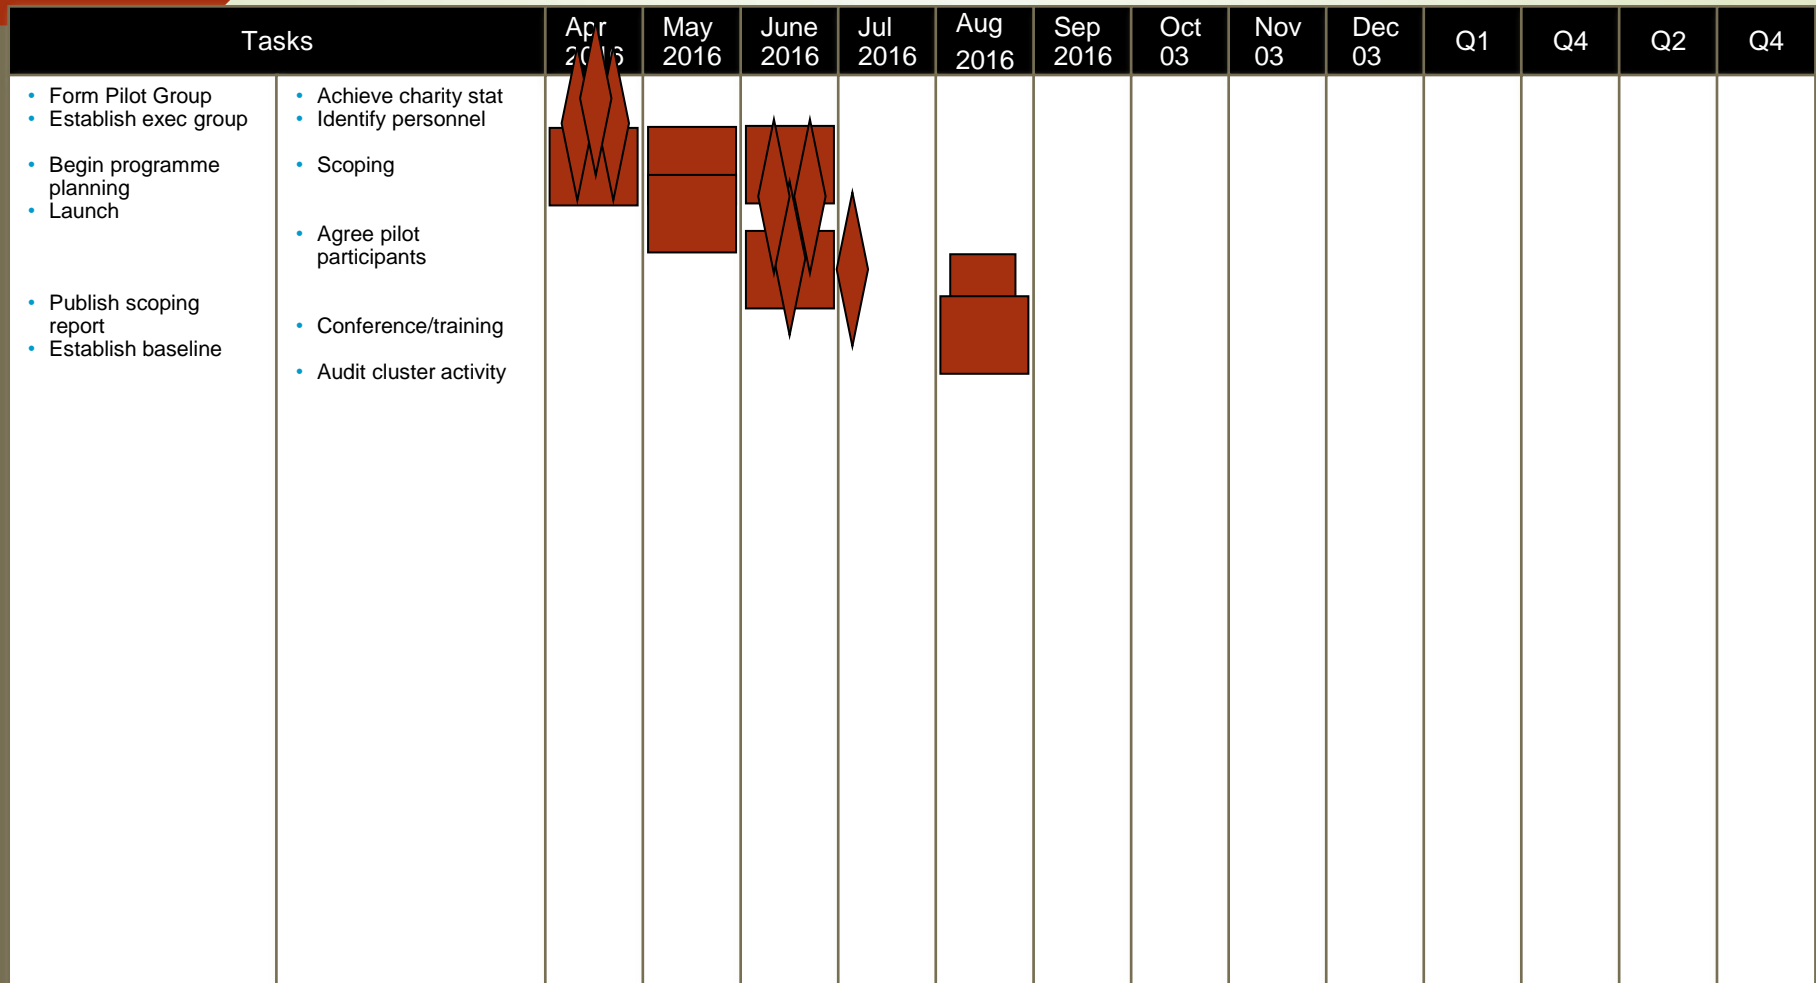 Tasks
Apr
2016
May
2016
June
2016
Jul
2016
Aug
2016
Sep
2016
Oct
03
Nov
03
Dec
03
Q1
Q4
Q2
Q4
• Form Pilot Group
• Establish exec group
• Begin programme
planning
• Launch
• Publish scoping
report
• Establish baseline
• Achieve charity stat
• Identify personnel
• Scoping
• Agree pilot
participants
• Conference/training
• Audit cluster activity